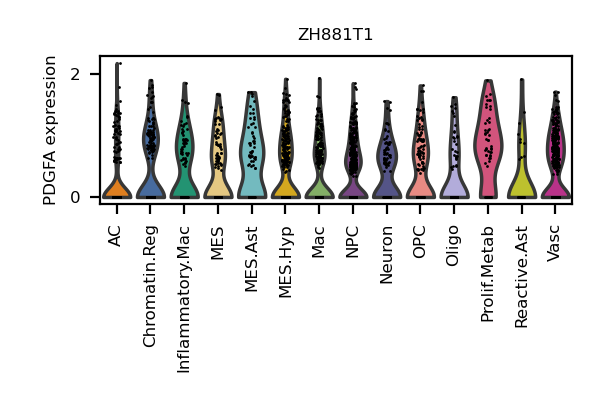 ZH881T1
PDGFA expression
2
0
AC
Chromatin.Reg
Inflammatory.Mac
MES
MES.Ast
MES.Hyp
Mac
NPC
Neuron
OPC
Oligo
Prolif.Metab
Reactive.Ast
Vasc